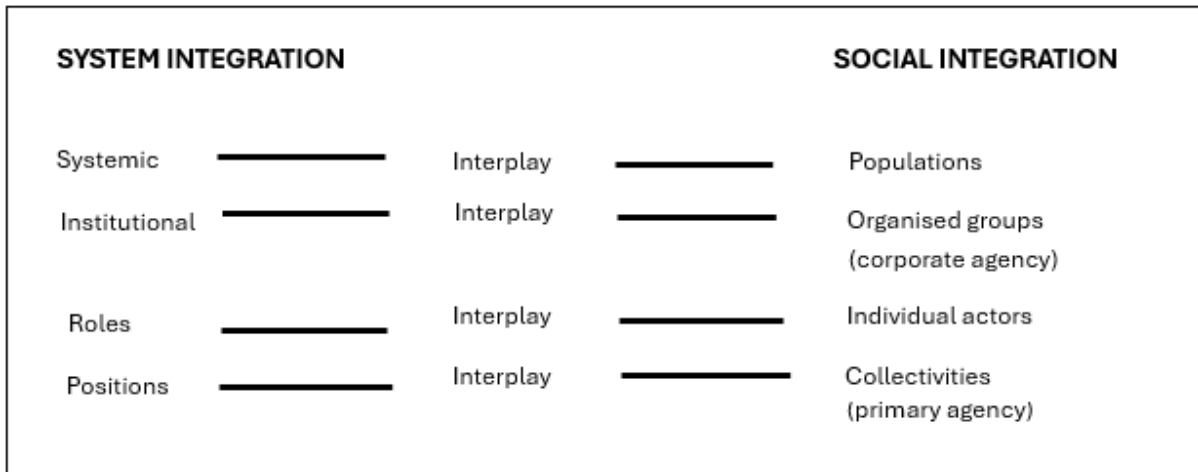 SYSTEM INTEGRATION SOCIAL INTEGRATION
Systemic Interplay Populations
Institutional Interplay Organised groups
(corporate agency)
Roles Interplay Individual actors
Positions Interplay Collectivities
(primary agency)